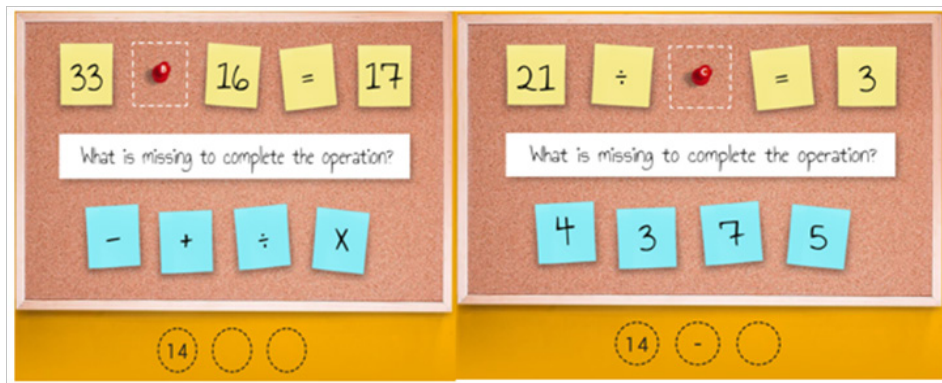 33 16 = 17
What is missing to complete the operation?
- + ÷ X
14
21 ÷ = 3
What is missing to complete the operation?
4 3 7 5
14 -